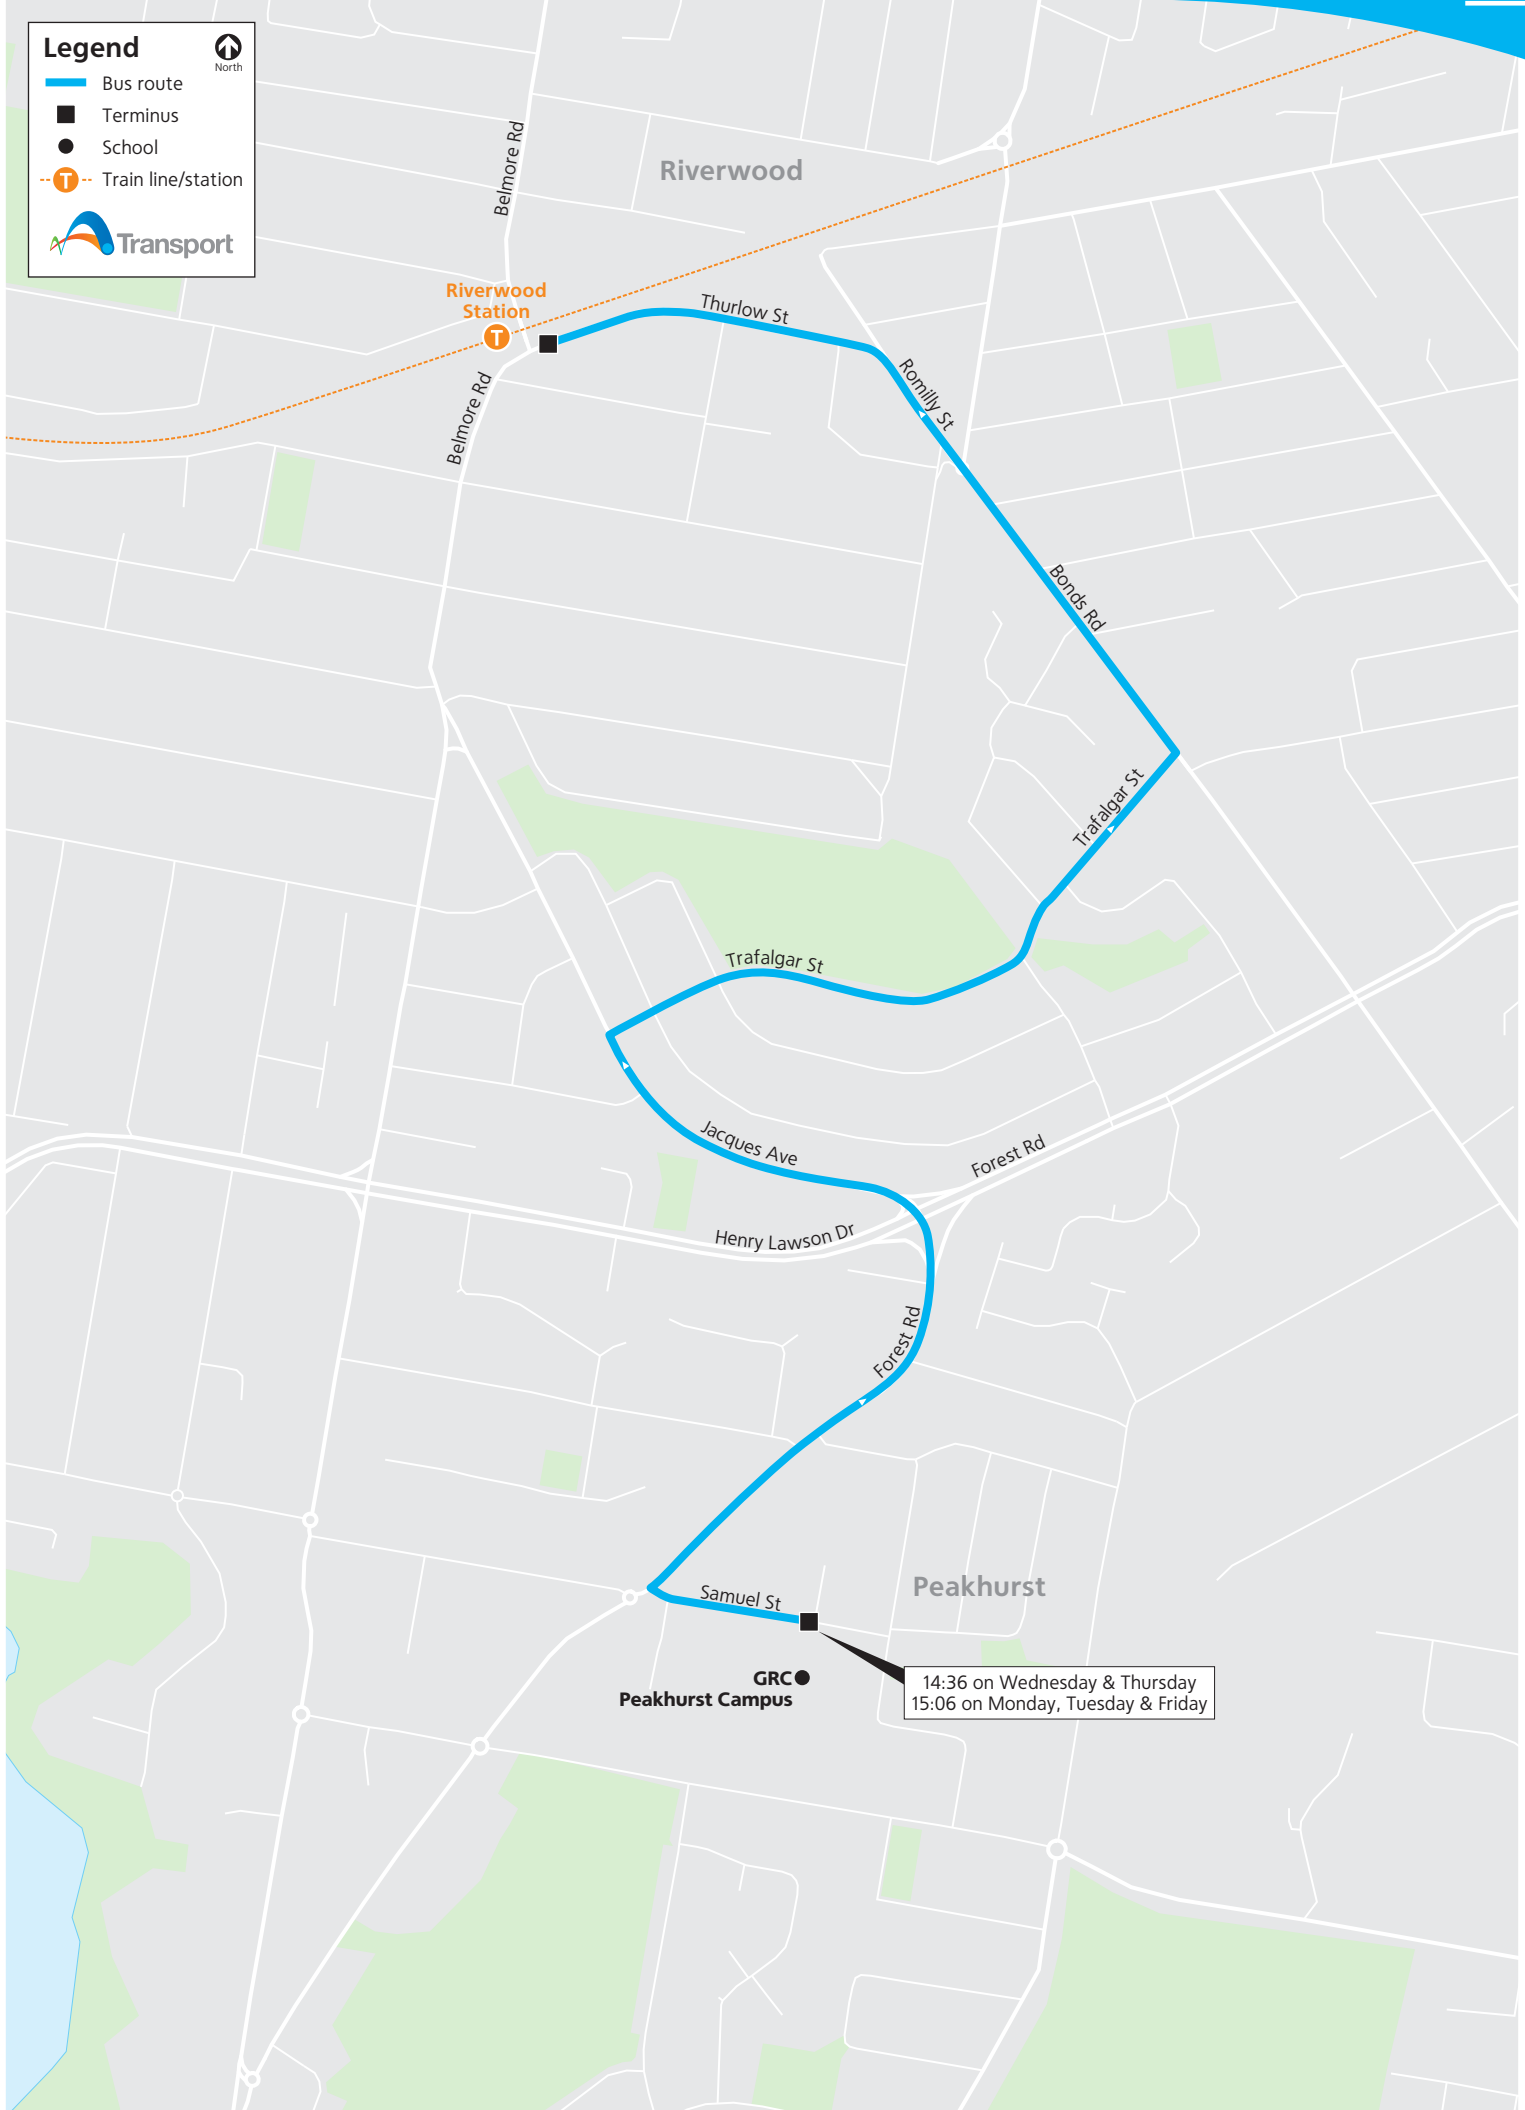 Legend
North
Bus route
Terminus
School
T
Train line/station
Transport
Belmore Rd
Riverwood
Riverwood
Station
T
Thurlow St
Belmore Rd
Romilly St
Bonds Rd
Trafalgar St
Trafalgar St
Jacques Ave
Forest Rd
Henry Lawson Dr
Forest Rd
Samuel St
Peakhurst
GRC
Peakhurst Campus
14:36 on Wednesday & Thursday
15:06 on Monday, Tuesday & Friday